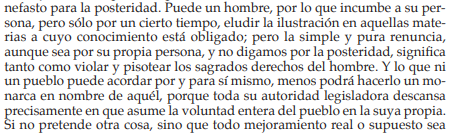 nefasto para la posteridad. Puede un hombre, por lo que incumbe a su per-
sona, pero sólo por un cierto tiempo, eludir la ilustración en aquellas mate-
rias a cuyo conocimiento está obligado; pero la simple y pura renuncia,
aunque sea por su propia persona, y no digamos por la posteridad, significa
tanto como violar y pisotear los sagrados derechos del hombre. Y lo que ni
un pueblo puede acordar por y para sí mismo, menos podrá hacerlo un mo-
narca en nombre de aquél, porque toda su autoridad legisladora descansa
precisamente en que asume la voluntad entera del pueblo en la suya propia.
Si no pretende otra cosa, sino que todo mejoramiento real o supuesto sea